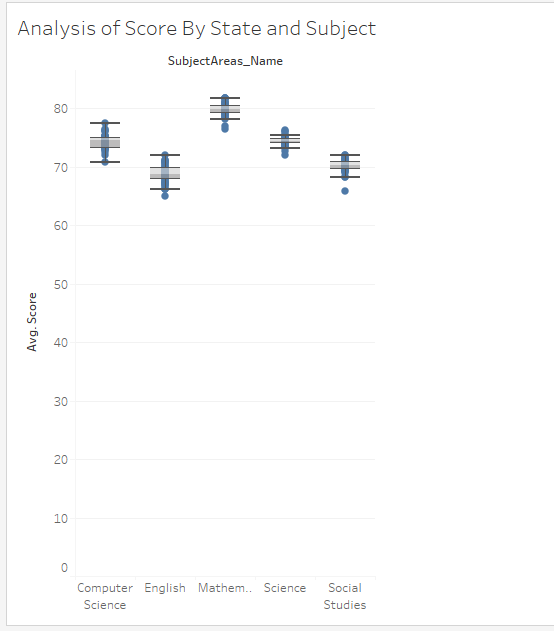 Analysis of Score By State and Subject
SubjectAreas_Name
80
70
60
50
40
30
20
10
0
Avg. Score
Computer
Science
English
Mathem..
Science
Social
Studies